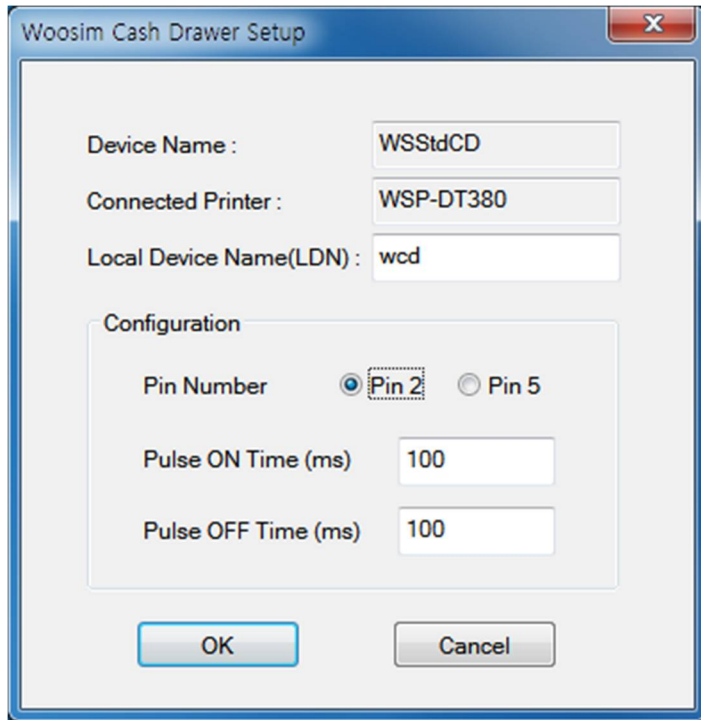 Woosim Cash Drawer Setup
Device Name : WSStdCD
Connected Printer : WSP-DT380
Local Device Name(LDN) : wcd
Configuration
Pin Number Pin 2 Pin 5
Pulse ON Time (ms) 100
Pulse OFF Time (ms) 100
OK Cancel